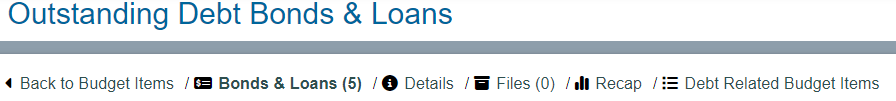 Outstanding Debt Bonds & Loans
Back to Budget Items / Bonds & Loans (5) / Details / Files (0) / Recap / Debt Related Budget Items